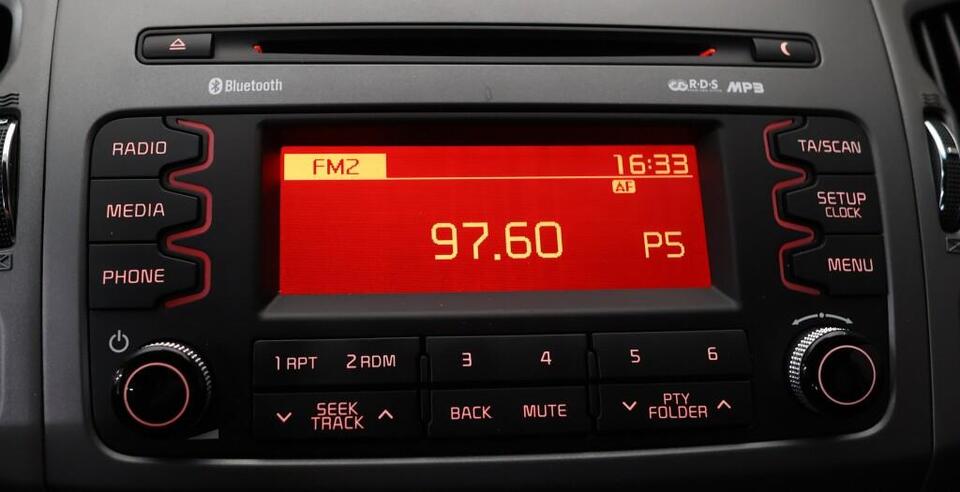 Bluetooth
R·D·S MP3
RADIO
MEDIA
PHONE
FM2 16:33
AF
97.60 P5
TA/SCAN
SETUP
CLOCK
MENU
1 RPT 2 RDM 3 4 5 6
SEEK
TRACK
BACK MUTE
PTY
FOLDER